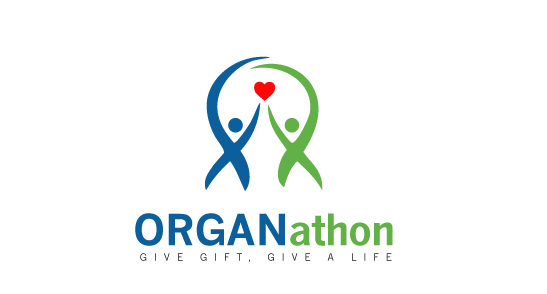 ORGANathon
GIVE GIFT, GIVE A LIFE